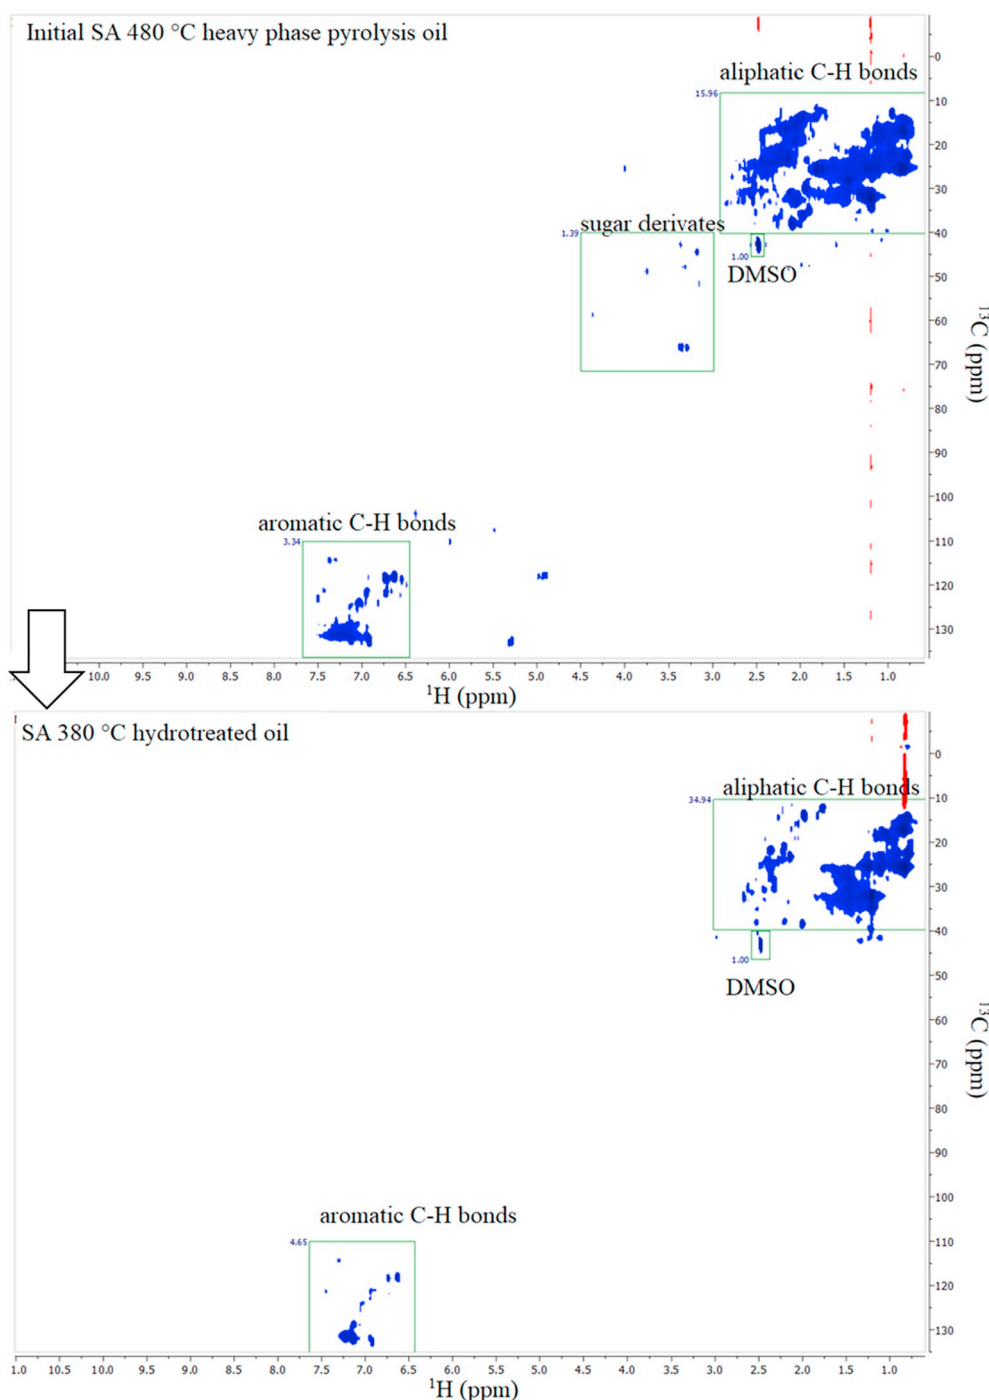 Initial SA 480 °C heavy phase pyrolysis oil
aliphatic C-H bonds
15.96
sugar derivates
1.39
1.00
DMSO
aromatic C-H bonds
3.34
0
10
20
30
40
50
60
70
80
90
100
110
120
130
¹³C (ppm)
10.0 9.5 9.0 8.5 8.0 7.5 7.0 6.5 6.0 5.5 5.0 4.5 4.0 3.5 3.0 2.5 2.0 1.5 1.0
¹H (ppm)
SA 380 °C hydrotreated oil
aliphatic C-H bonds
34.94
1.00
DMSO
aromatic C-H bonds
4.65
0
10
20
30
40
50
60
70
80
90
100
110
120
130
¹³C (ppm)
1.0 10.5 10.0 9.5 9.0 8.5 8.0 7.5 7.0 6.5 6.0 5.5 5.0 4.5 4.0 3.5 3.0 2.5 2.0 1.5 1.0
¹H (ppm)